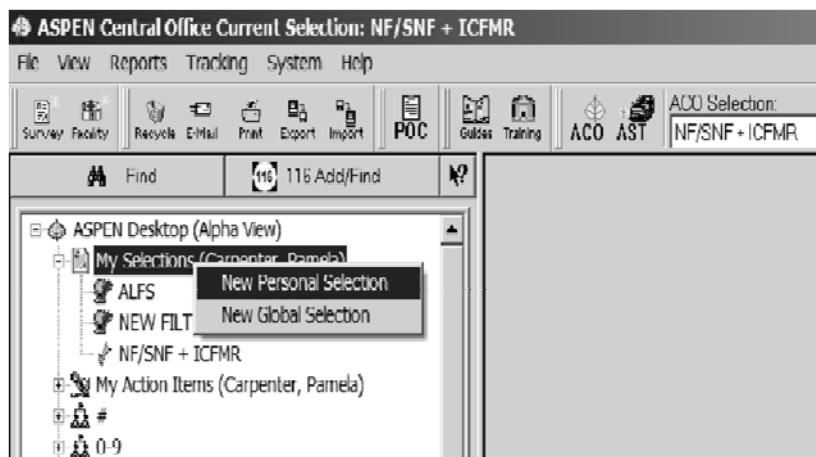 ASPEN Central Office Current Selection: NF/SNF + ICFMR
File View Reports Tracking System Help
Survey Facility Recycle E-Mail Print Export Import POC Guides Training ACO AST ACO Selection: NF/SNF + ICFMR
Find 116 116 Add/Find
ASPEN Desktop (Alpha View)
My Selections (Carpenter, Pamela)
New Personal Selection
ALFS
New Global Selection
NEW FILT
NF/SNF + ICFMR
My Action Items (Carpenter, Pamela)
#
0-9